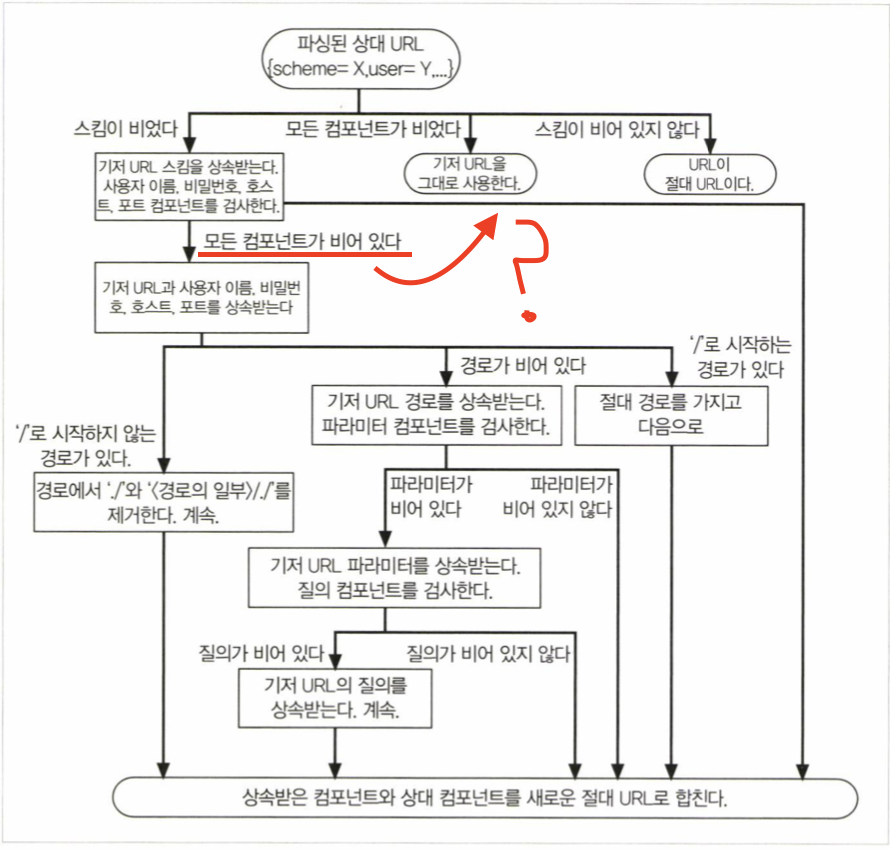 파싱된 상대 URL
{scheme= X,user= Y,...}
스킴이 비었다
모든 컴포넌트가 비었다
스킴이 비어 있지 않다
기저 URL 스킴을 상속받는다.
사용자 이름, 비밀번호, 호스
트, 포트 컴포넌트를 검사한다.
기저 URL을
그대로 사용한다.
URL이
절대 URL이다.
모든 컴포넌트가 비어 있다
?
기저 URL과 사용자 이름, 비밀번
호, 호스트, 포트를 상속받는다
'/'로 시작하지 않는
경로가 있다.
경로가 비어 있다
'/'로 시작하는
경로가 있다
기저 URL 경로를 상속받는다.
파라미터 컴포넌트를 검사한다.
절대 경로를 가지고
다음으로
경로에서 './'와 '〈경로의 일부〉/./'를
제거한다. 계속.
파라미터가
비어 있다
파라미터가
비어 있지 않다
기저 URL 파라미터를 상속받는다.
질의 컴포넌트를 검사한다.
질의가 비어 있다
질의가 비어 있지 않다
기저 URL의 질의를
상속받는다. 계속.
상속받은 컴포넌트와 상대 컴포넌트를 새로운 절대 URL로 합친다.